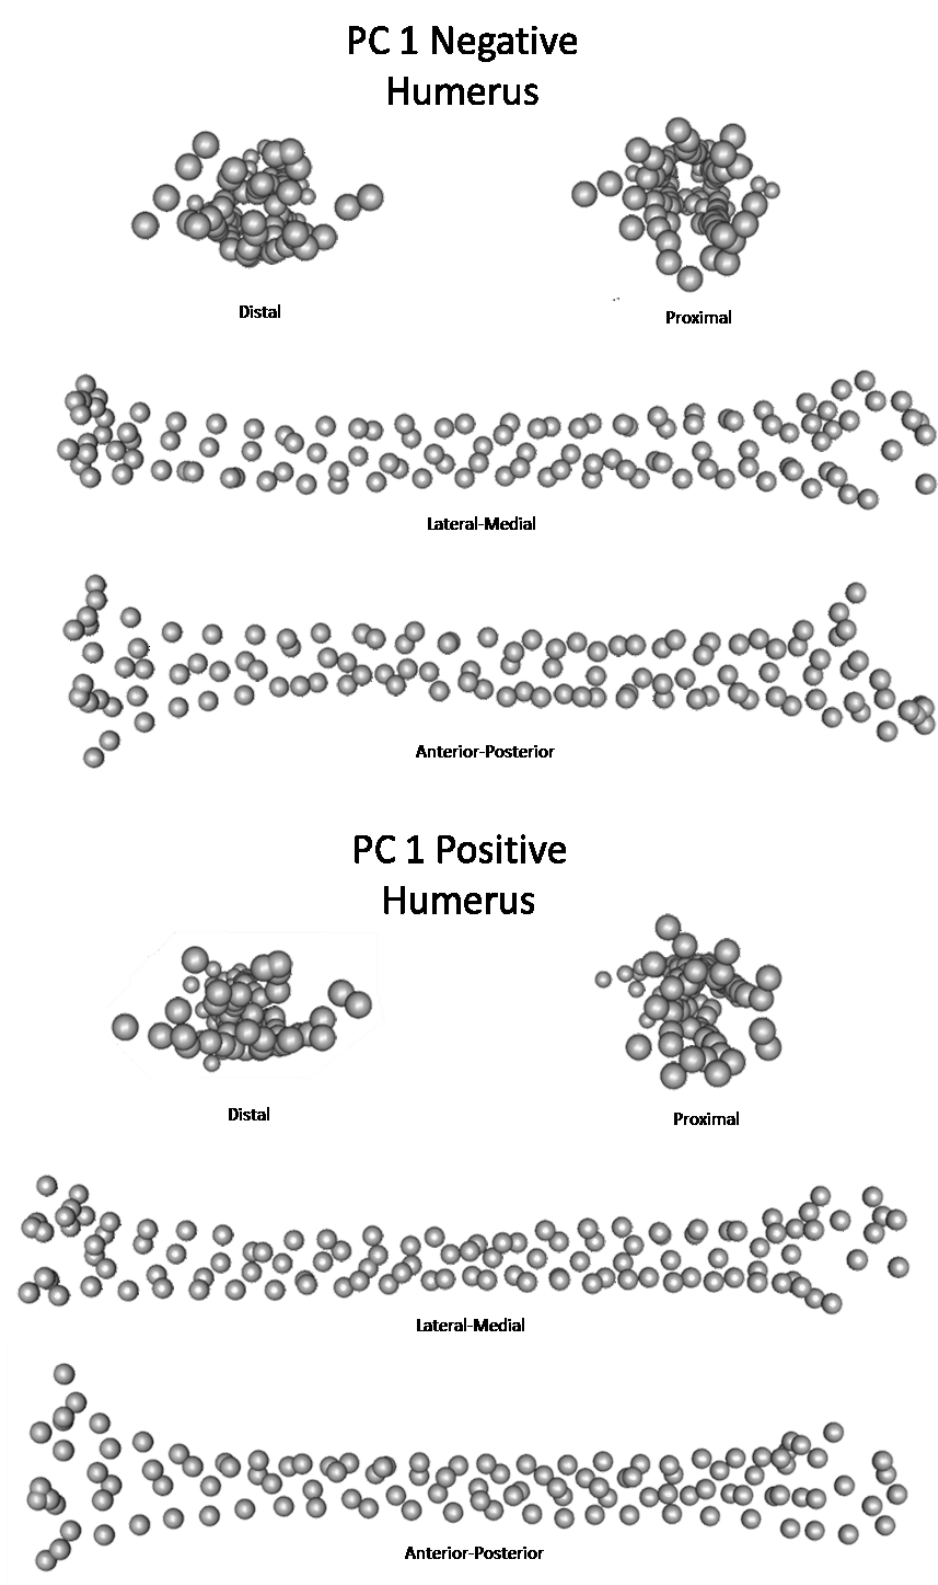 PC 1 Negative
Humerus
Distal
Proximal
Lateral-Medial
Anterior-Posterior
PC 1 Positive
Humerus
Distal
Proximal
Lateral-Medial
Anterior-Posterior